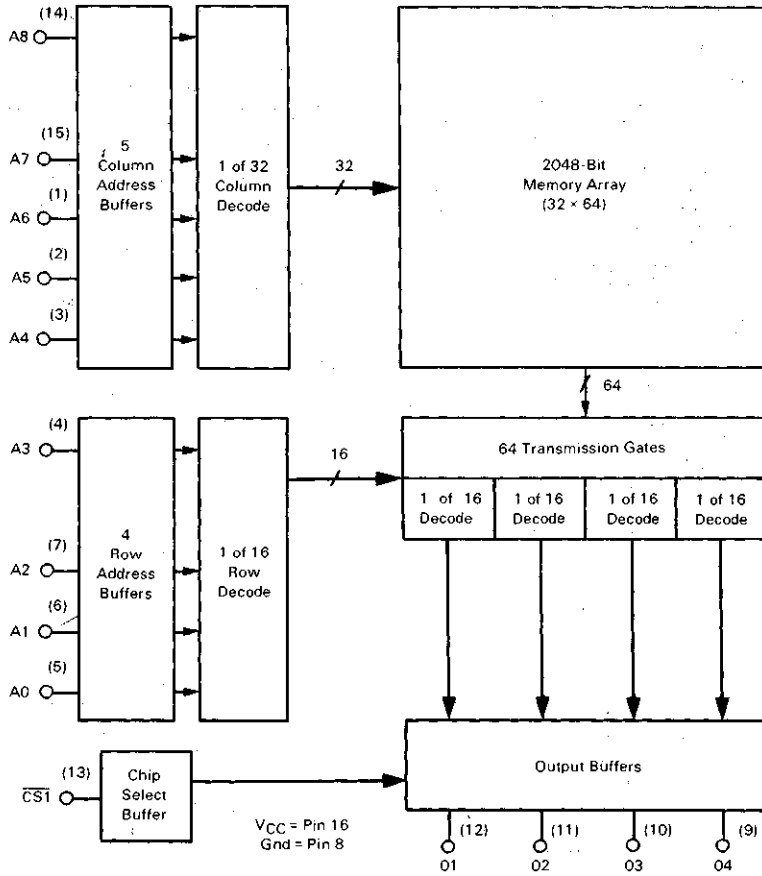 (14)
A8
(15)
A7
(1)
A6
(2)
A5
(3)
A4
5
Column
Address
Buffers
1 of 32
Column
Decode
32
2048-Bit
Memory Array
(32 × 64)
64
(4)
A3
(7)
A2
(6)
A1
(5)
A0
4
Row
Address
Buffers
1 of 16
Row
Decode
16
64 Transmission Gates
1 of 16
Decode
1 of 16
Decode
1 of 16
Decode
1 of 16
Decode
(13)
CS1
Chip
Select
Buffer
VCC = Pin 16
Gnd = Pin 8
Output Buffers
(12)
(11)
(10)
(9)
01
02
03
04